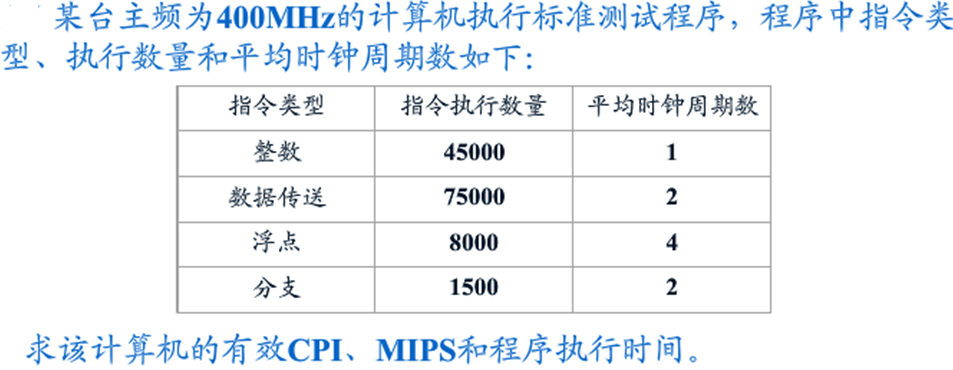 某台主频为400MHz的计算机执行标准测试程序，程序中指令类
型、执行数量和平均时钟周期数如下：
指令类型 指令执行数量 平均时钟周期数
整数 45000 1
数据传送 75000 2
浮点 8000 4
分支 1500 2
求该计算机的有效CPI、MIPS和程序执行时间。